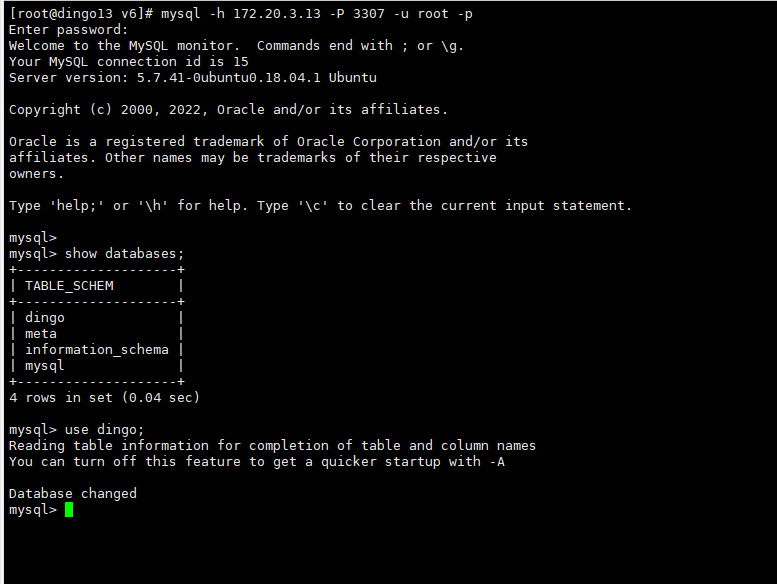 [root@dingo13 v6]# mysql -h 172.20.3.13 -P 3307 -u root -p
Enter password:
Welcome to the MySQL monitor.  Commands end with ; or \g.
Your MySQL connection id is 15
Server version: 5.7.41-0ubuntu0.18.04.1 Ubuntu

Copyright (c) 2000, 2022, Oracle and/or its affiliates.

Oracle is a registered trademark of Oracle Corporation and/or its
affiliates. Other names may be trademarks of their respective
owners.

Type 'help;' or '\h' for help. Type '\c' to clear the current input statement.

mysql>
mysql> show databases;
+--------------------+
| TABLE_SCHEM        |
+--------------------+
| dingo              |
| meta               |
| information_schema |
| mysql              |
+--------------------+
4 rows in set (0.04 sec)

mysql> use dingo;
Reading table information for completion of table and column names
You can turn off this feature to get a quicker startup with -A

Database changed
mysql>